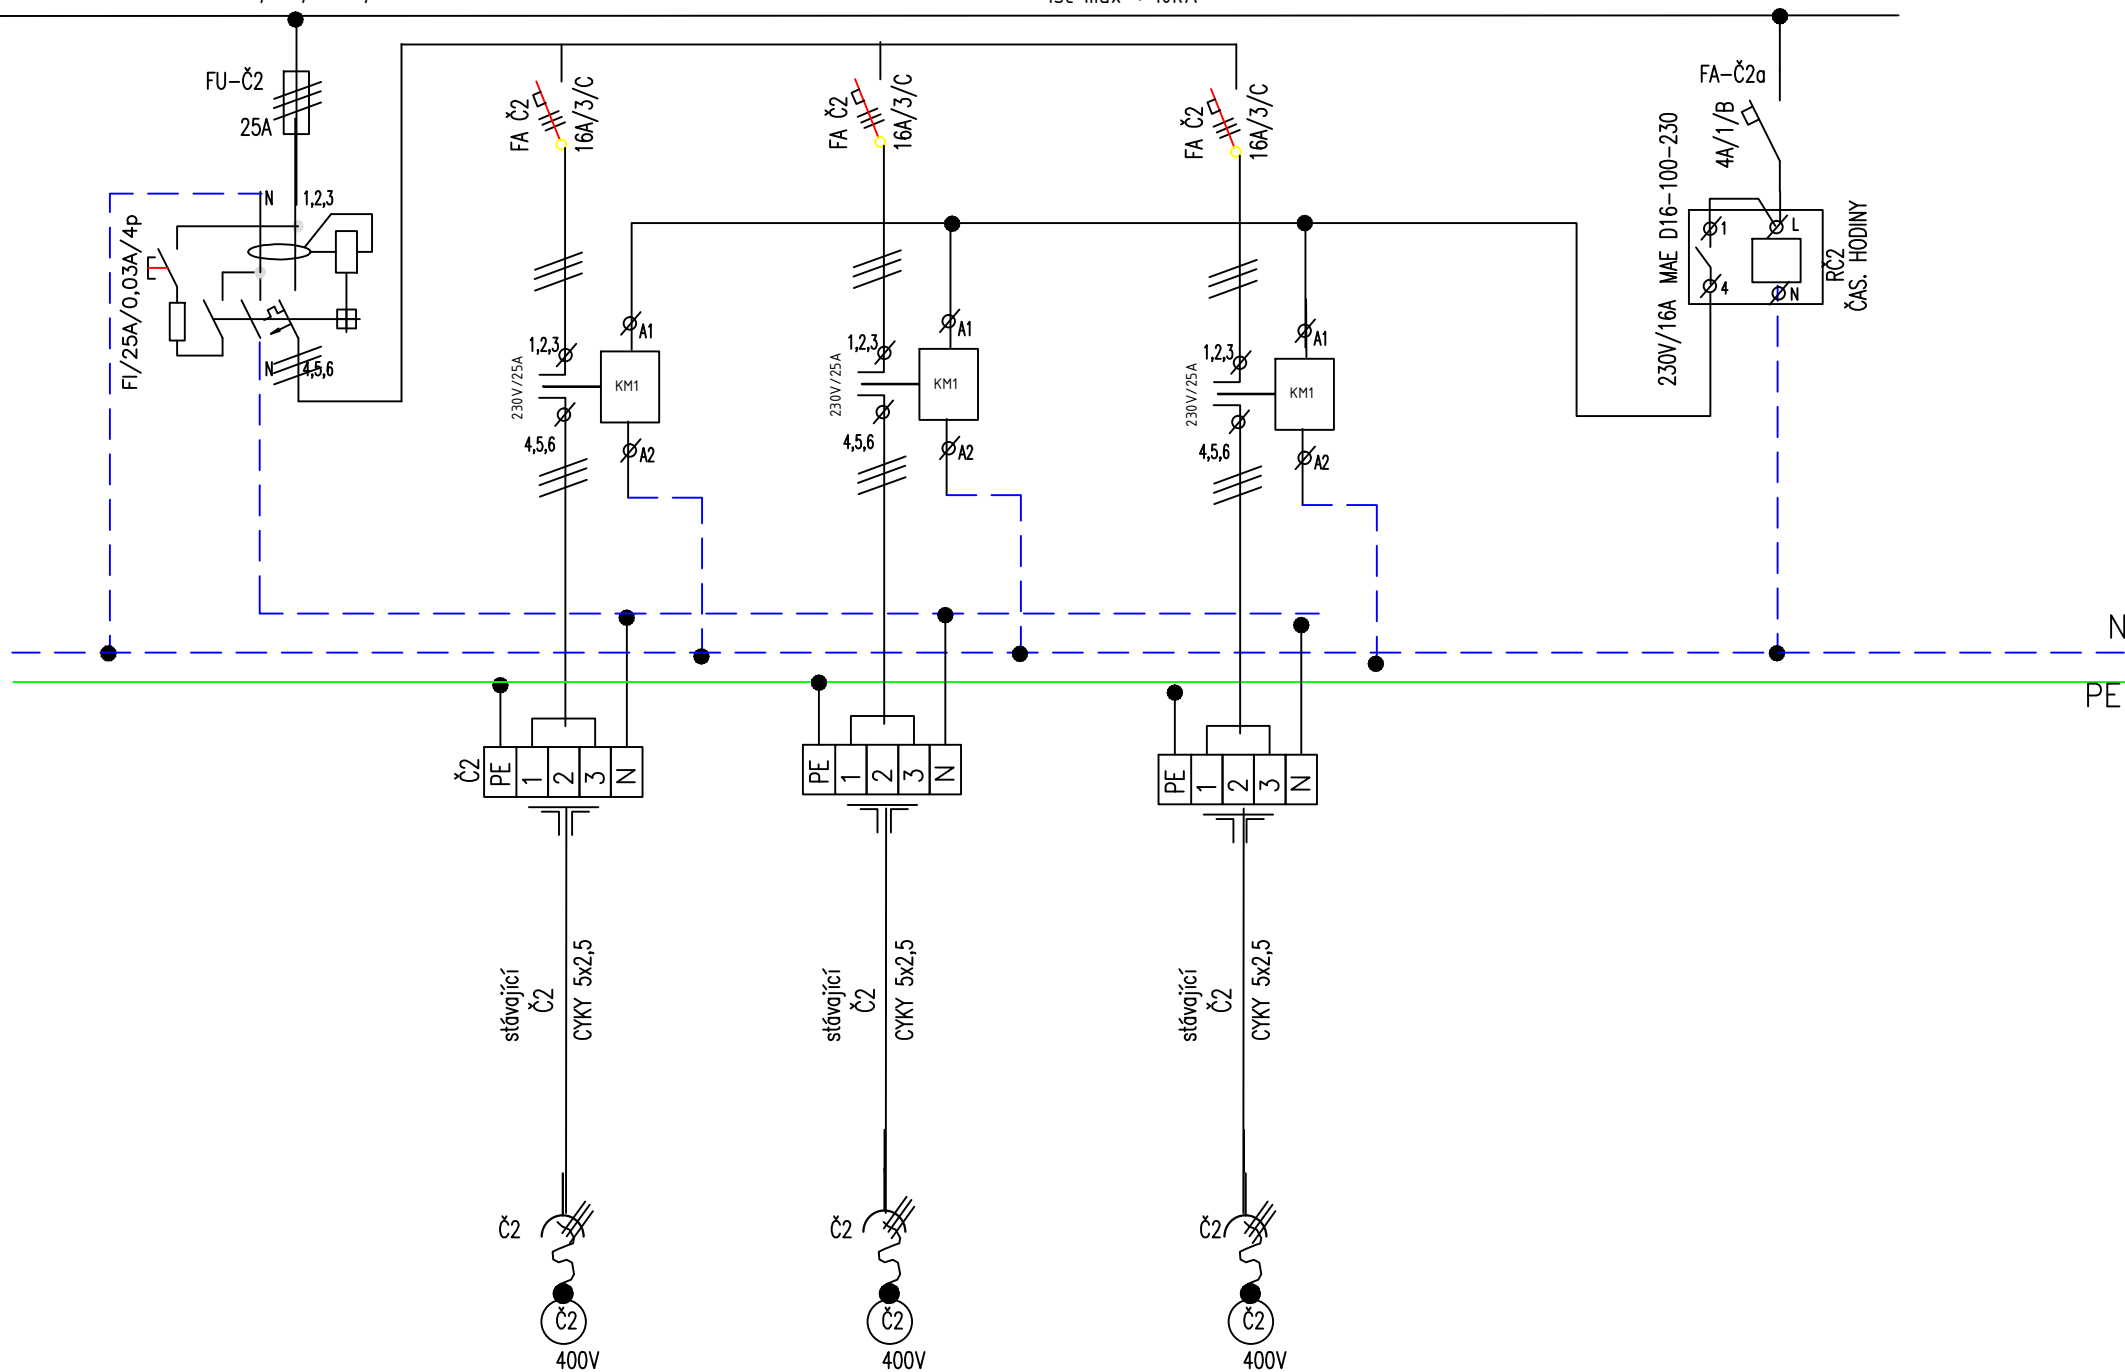 FU-Č2
25A
FI/25A/0,03A/4p
N
1,2,3
N
4,5,6
FA Č2
16A/3/C
FA Č2
16A/3/C
FA Č2
16A/3/C
FA-Č2a
4A/1/B
230V/16A MAE D16-100-230
1
L
4
N
RČ2
ČAS. HODINY
1,2,3
230V/25A
4,5,6
A1
KM1
A2
1,2,3
230V/25A
4,5,6
A1
KM1
A2
1,2,3
230V/25A
4,5,6
A1
KM1
A2
N
PE
Č2
PE 1 2 3 N
PE 1 2 3 N
PE 1 2 3 N
stávající
Č2
CYKY 5x2,5
stávající
Č2
CYKY 5x2,5
stávající
Č2
CYKY 5x2,5
Č2
Č2
Č2
Č2
Č2
Č2
400V
400V
400V